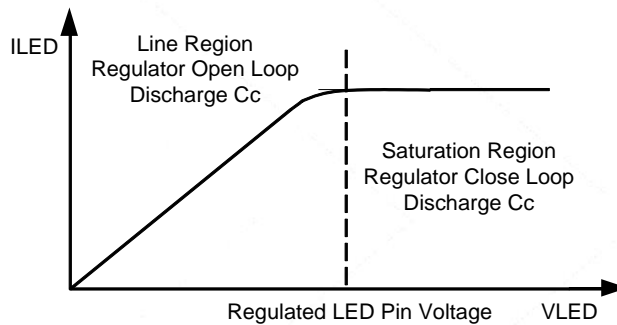 ILED
Line Region
Regulator Open Loop
Discharge Cc
Saturation Region
Regulator Close Loop
Discharge Cc
Regulated LED Pin Voltage
VLED